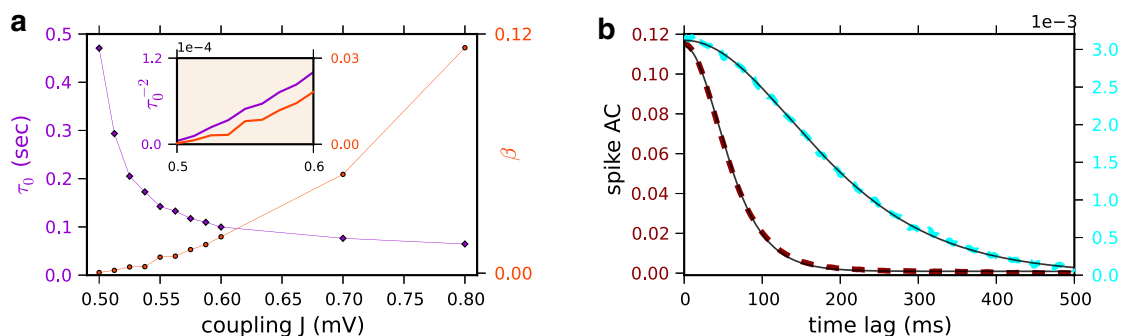 a
b
0.5
0.4
0.3
0.2
0.1
0.0
τ₀ (sec)
0.50 0.55 0.60 0.65 0.70 0.75 0.80
coupling J (mV)
0.12
0.00
β
1e−4
1.2
0.0
τ₀⁻²
0.03
0.00
0.5 0.6
0.12
0.10
0.08
0.06
0.04
0.02
0.00
spike AC
0 100 200 300 400 500
time lag (ms)
1e−3
3.0
2.5
2.0
1.5
1.0
0.5
0.0